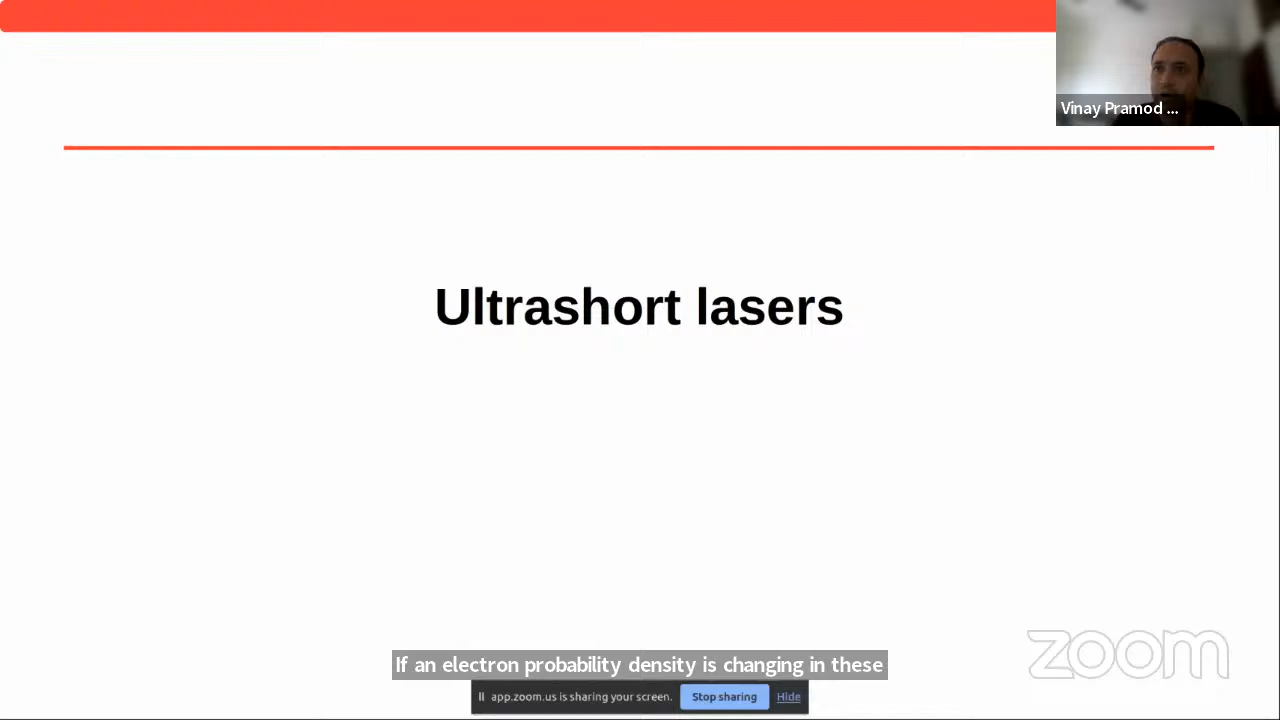 Vinay Pramod ...
Ultrashort lasers
zoom
If an electron probability density is changing in these
app.zoom.us is sharing your screen. Stop sharing Hide